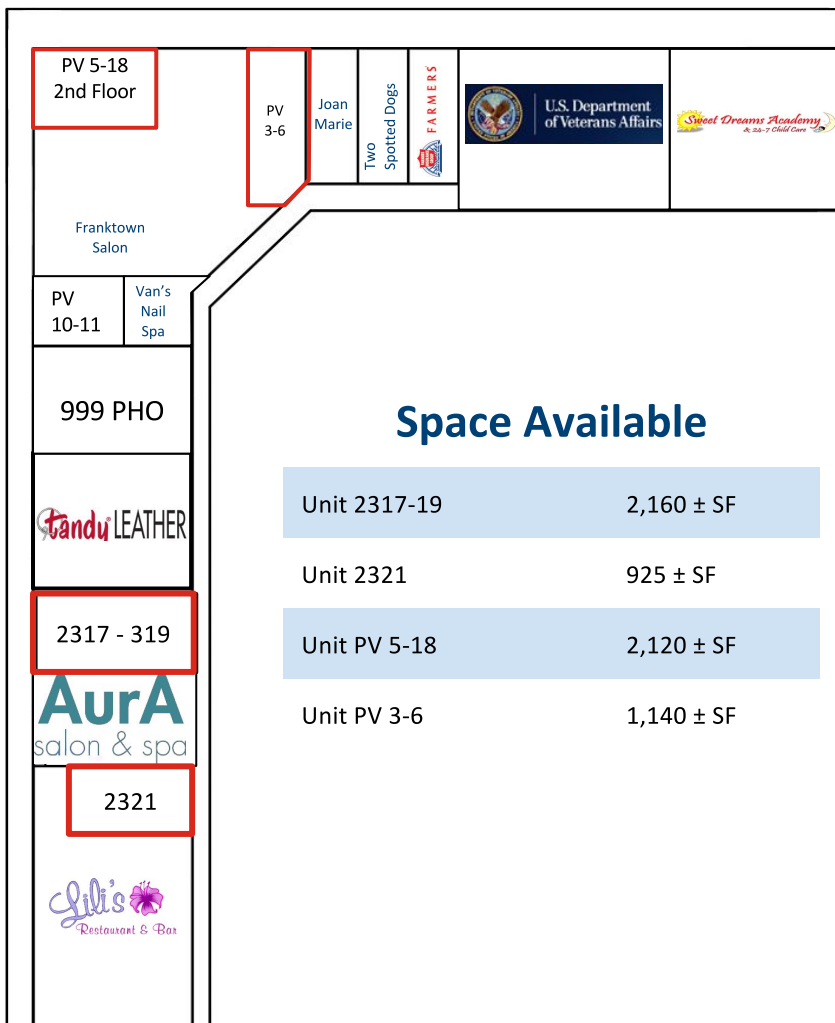 PV 5-18
2nd Floor
PV
3-6
Joan
Marie
Two
Spotted Dogs
FARMERS
U.S. Department
of Veterans Affairs
Sweet Dreams Academy
& 24-7 Child Care
Franktown
Salon
PV
10-11
Van's
Nail
Spa
999 PHO
Tandy® LEATHER
2317 - 319
AurA
salon & spa
2321
Lili's
Restaurant & Bar
Space Available
Unit 2317-19 2,160 ± SF
Unit 2321 925 ± SF
Unit PV 5-18 2,120 ± SF
Unit PV 3-6 1,140 ± SF